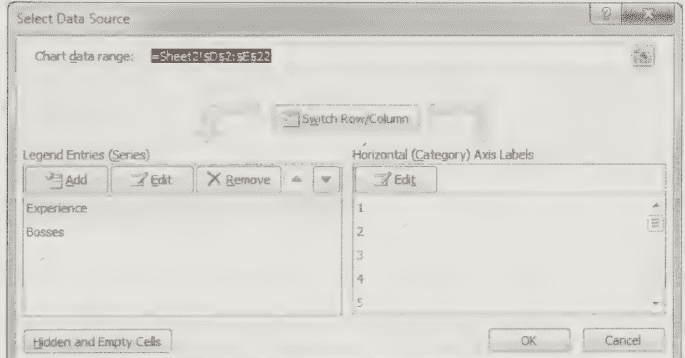 Select Data Source
?
Chart data range: =Sheet2!$D$2:$E$22
Switch Row/Column
Legend Entries (Series)
Horizontal (Category) Axis Labels
Add Edit Remove
Edit
Experience
Bosses
1
2
3
4
5
Hidden and Empty Cells
OK Cancel